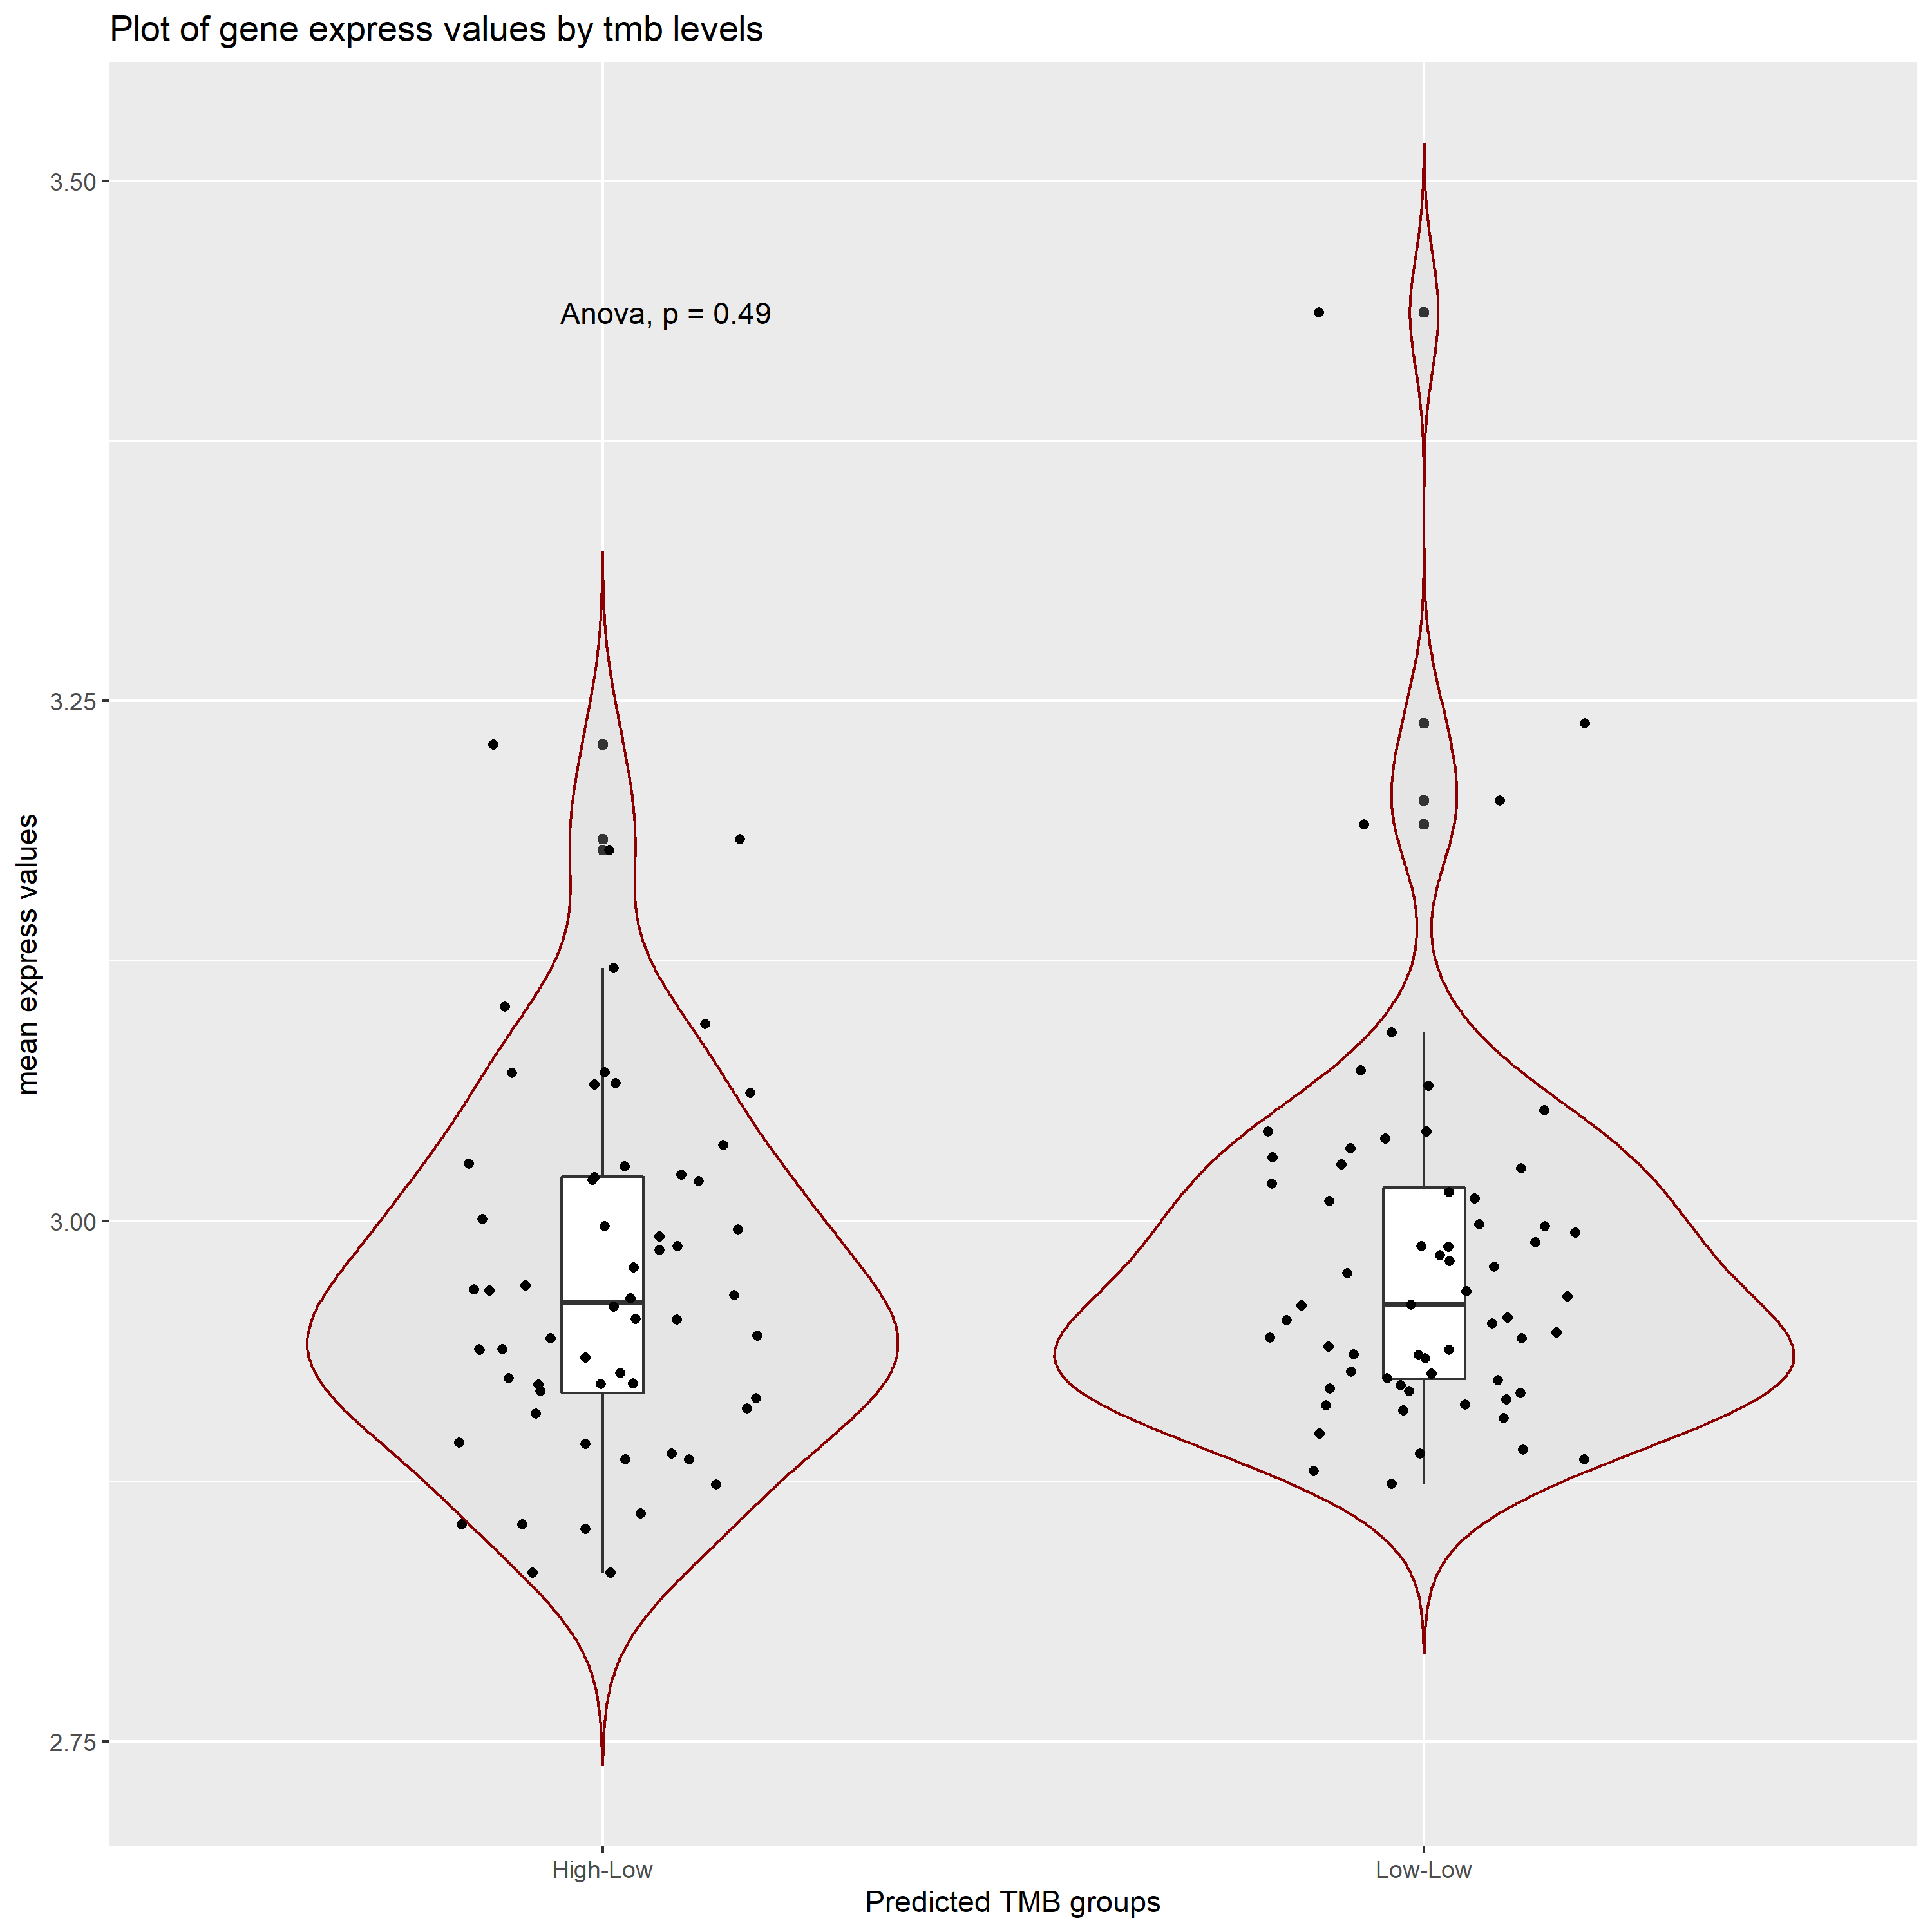 Plot of gene express values by tmb levels
3.50
Anova, p = 0.49
3.25
mean express values
3.00
2.75
High-Low
Low-Low
Predicted TMB groups